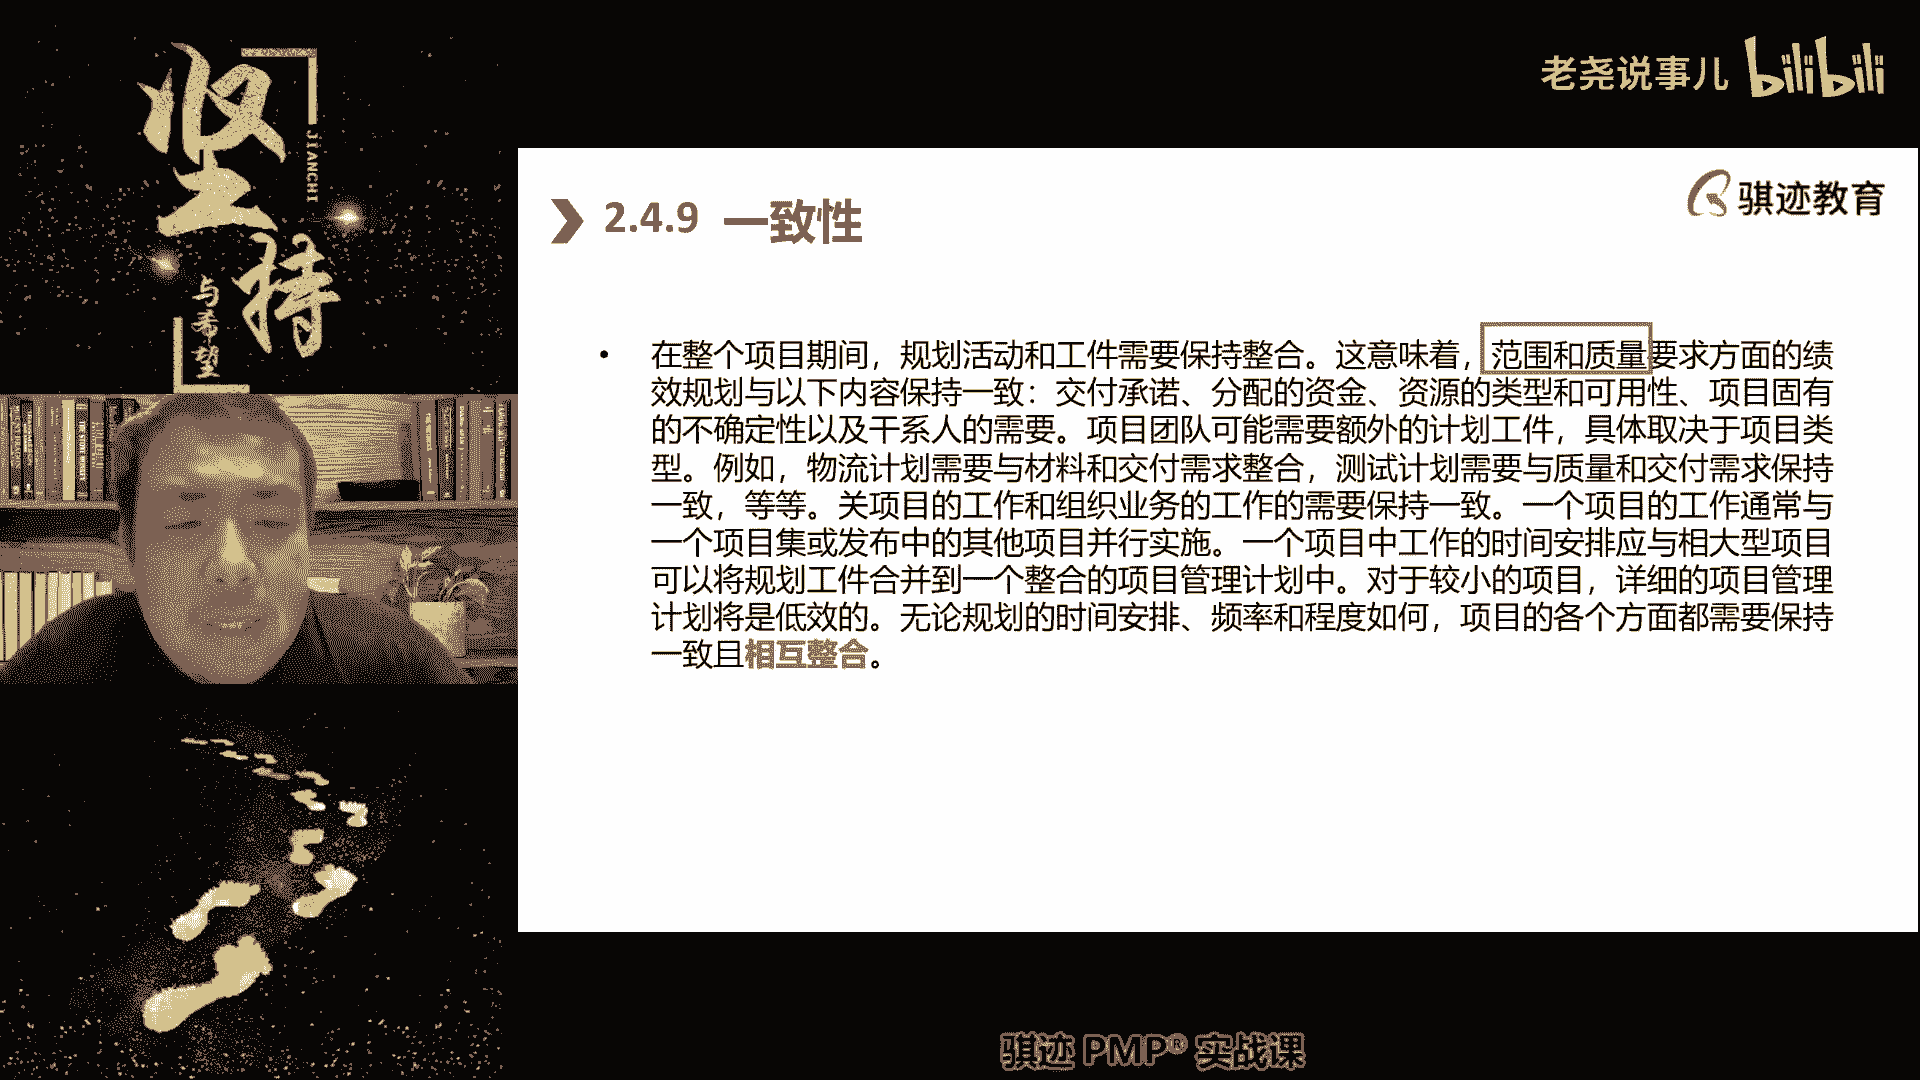 坚持
JIANCHI
与希望
老尧说事儿 bilibili
骐迹教育
2.4.9 一致性
• 在整个项目期间，规划活动和工件需要保持整合。这意味着，范围和质量要求方面的绩
效规划与以下内容保持一致：交付承诺、分配的资金、资源的类型和可用性、项目固有
的不确定性以及干系人的需要。项目团队可能需要额外的计划工件，具体取决于项目类
型。例如，物流计划需要与材料和交付需求整合，测试计划需要与质量和交付需求保持
一致，等等。关项目的工作和组织业务的工作的需要保持一致。一个项目的工作通常与
一个项目集或发布中的其他项目并行实施。一个项目中工作的时间安排应与相大型项目
可以将规划工件合并到一个整合的项目管理计划中。对于较小的项目，详细的项目管理
计划将是低效的。无论规划的时间安排、频率和程度如何，项目的各个方面都需要保持
一致且相互整合。
骐迹 PMP® 实战课